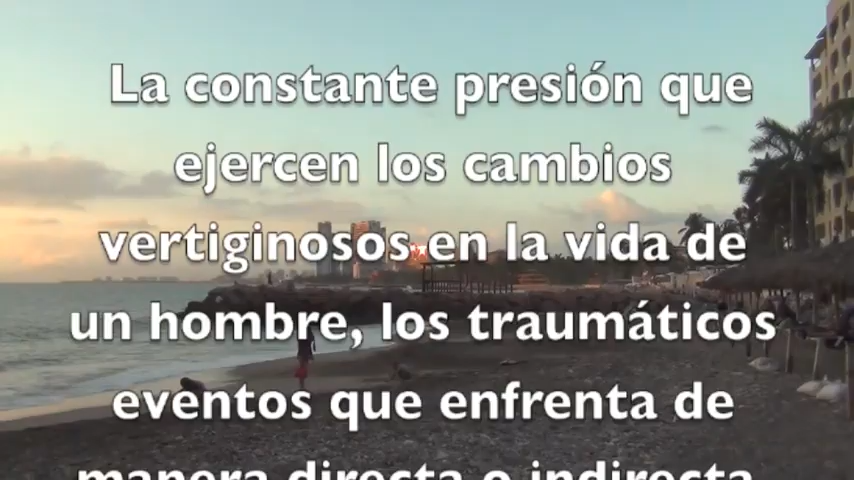 La constante presión que
ejercen los cambios
vertiginosos en la vida de
un hombre, los traumáticos
eventos que enfrenta de
manera directa o indirecta